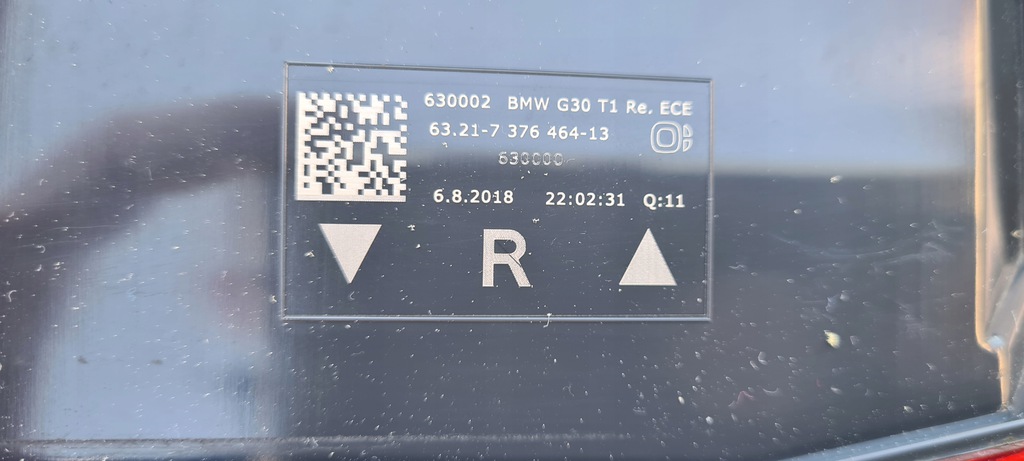 630002 BMW G30 T1 Re. ECE
63.21-7 376 464-13
630000
6.8.2018 22:02:31 Q:11
R